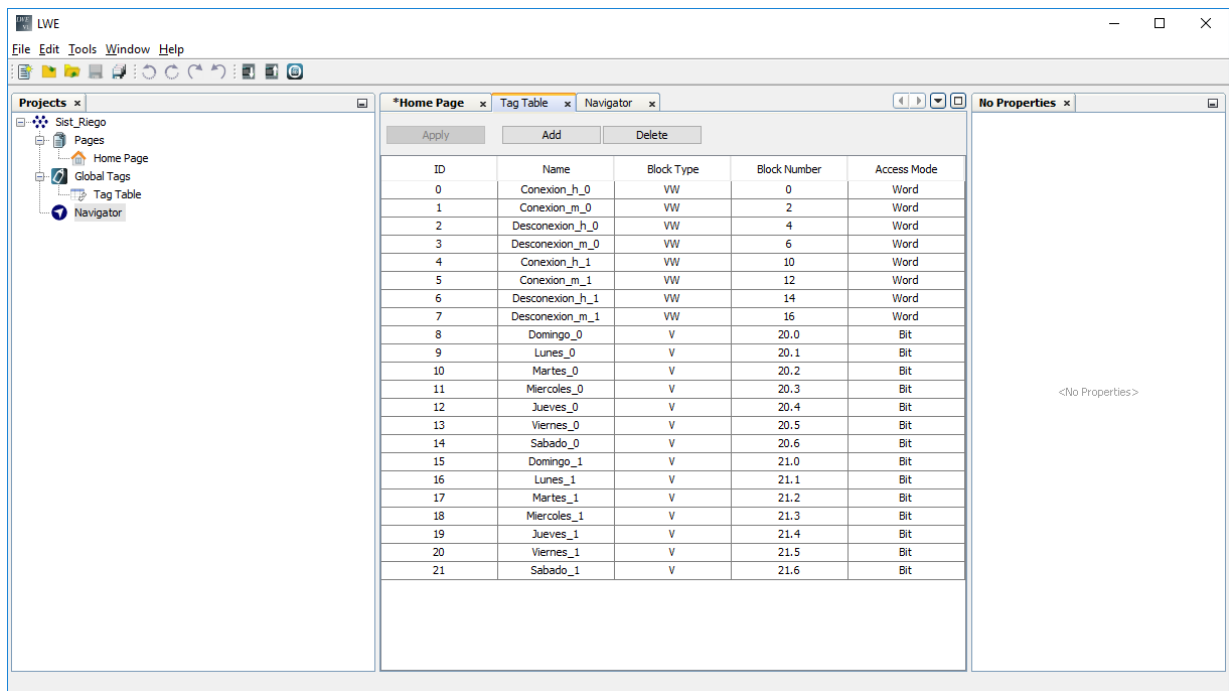 LWE
File Edit Tools Window Help
Projects
Sist_Riego
Pages
Home Page
Global Tags
Tag Table
Navigator
*Home Page Tag Table Navigator
Apply Add Delete
ID Name Block Type Block Number Access Mode
0 Conexion_h_0 VW 0 Word
1 Conexion_m_0 VW 2 Word
2 Desconexion_h_0 VW 4 Word
3 Desconexion_m_0 VW 6 Word
4 Conexion_h_1 VW 10 Word
5 Conexion_m_1 VW 12 Word
6 Desconexion_h_1 VW 14 Word
7 Desconexion_m_1 VW 16 Word
8 Domingo_0 V 20.0 Bit
9 Lunes_0 V 20.1 Bit
10 Martes_0 V 20.2 Bit
11 Miercoles_0 V 20.3 Bit
12 Jueves_0 V 20.4 Bit
13 Viernes_0 V 20.5 Bit
14 Sabado_0 V 20.6 Bit
15 Domingo_1 V 21.0 Bit
16 Lunes_1 V 21.1 Bit
17 Martes_1 V 21.2 Bit
18 Miercoles_1 V 21.3 Bit
19 Jueves_1 V 21.4 Bit
20 Viernes_1 V 21.5 Bit
21 Sabado_1 V 21.6 Bit
No Properties
<No Properties>